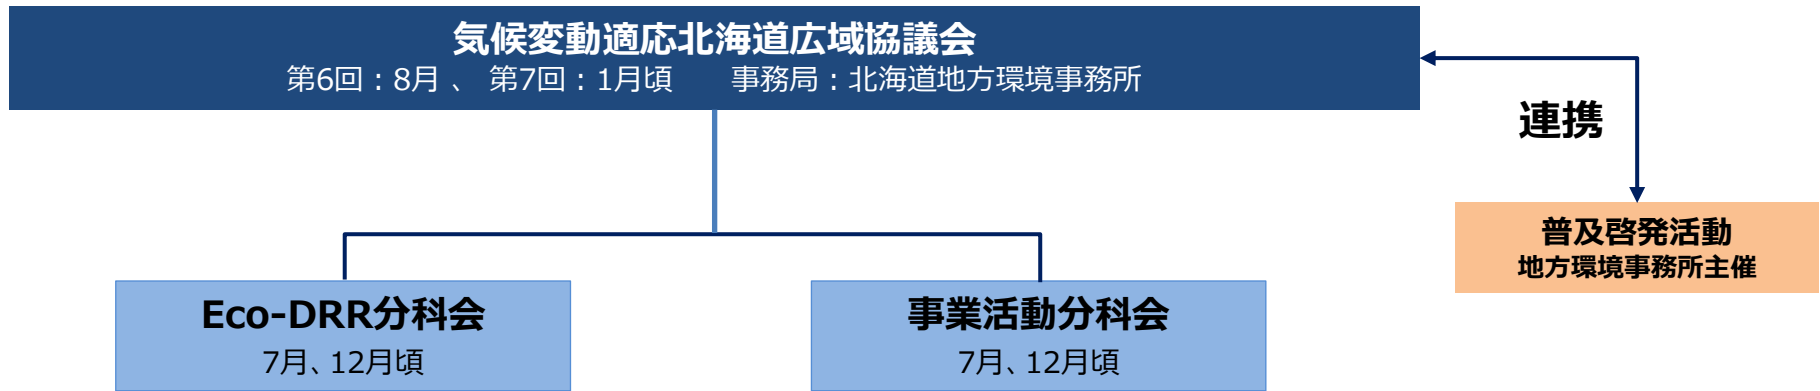 気候変動適応北海道広域協議会
第6回：8月 、 第7回：1月頃　　事務局：北海道地方環境事務所
連携
普及啓発活動
地方環境事務所主催
Eco-DRR分科会
7月、12月頃
事業活動分科会
7月、12月頃